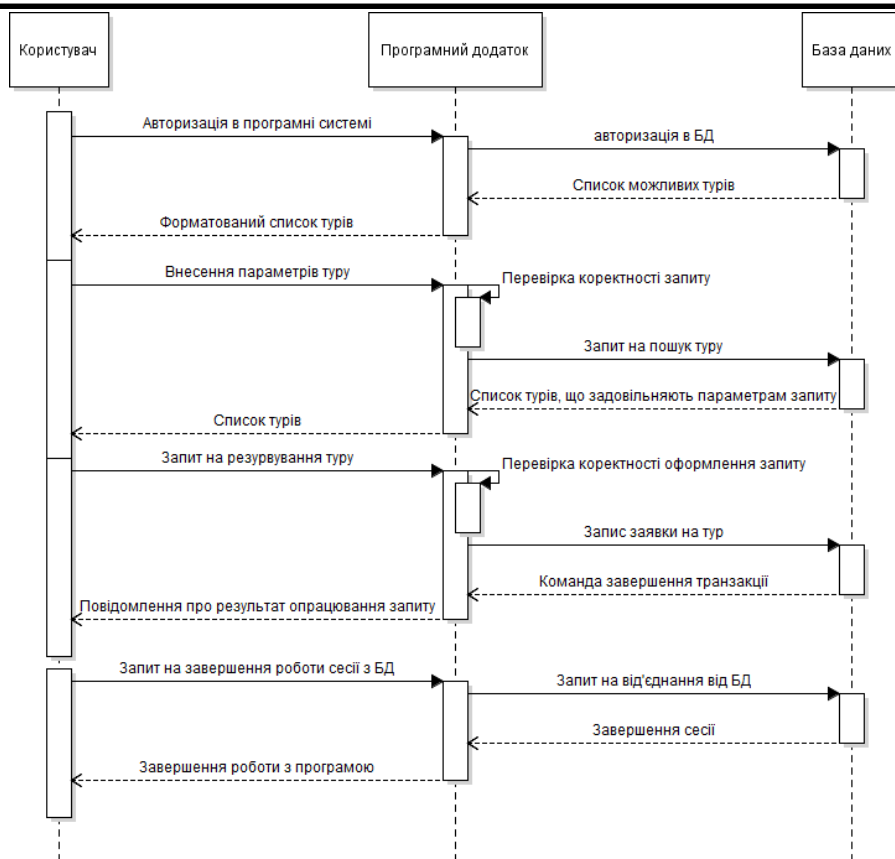 Користувач
Програмний додаток
База даних
Авторизація в програмні системі
авторизація в БД
Список можливих турів
Форматований список турів
Внесення параметрів туру
Перевірка коректності запиту
Запит на пошук туру
Список турів, що задовільняють параметрам запиту
Список турів
Запит на резурвування туру
Перевірка коректності оформлення запиту
Запис заявки на тур
Команда завершення транзакції
Повідомлення про результат опрацювання запиту
Запит на завершення роботи сесії з БД
Запит на від'єднання від БД
Завершення сесії
Завершення роботи з програмою